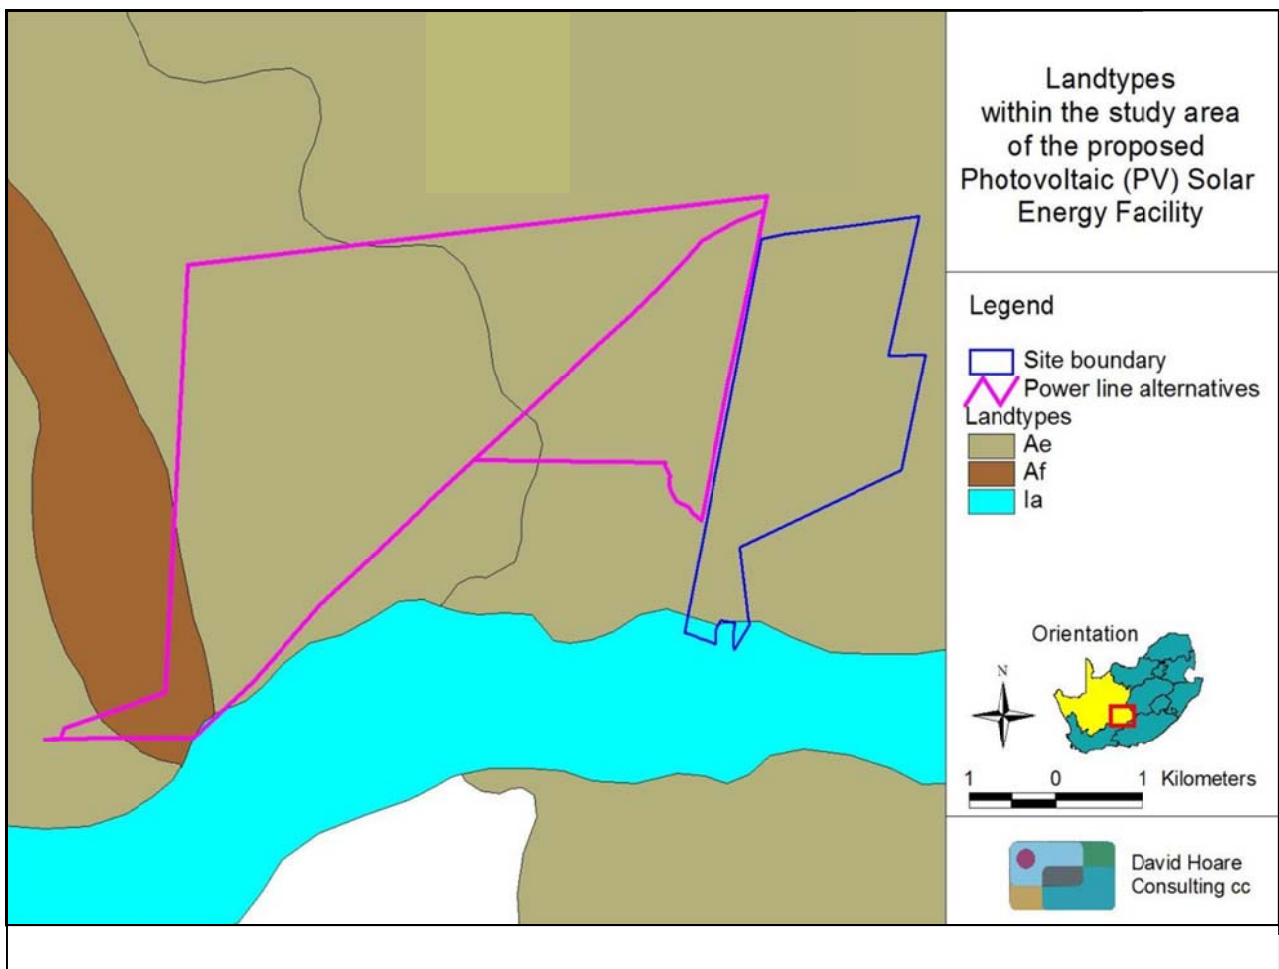 Landtypes
within the study area
of the proposed
Photovoltaic (PV) Solar
Energy Facility
Legend
Site boundary
Power line alternatives
Landtypes
Ae
Af
Ia
Orientation
N
1 0 1 Kilometers
David Hoare
Consulting cc